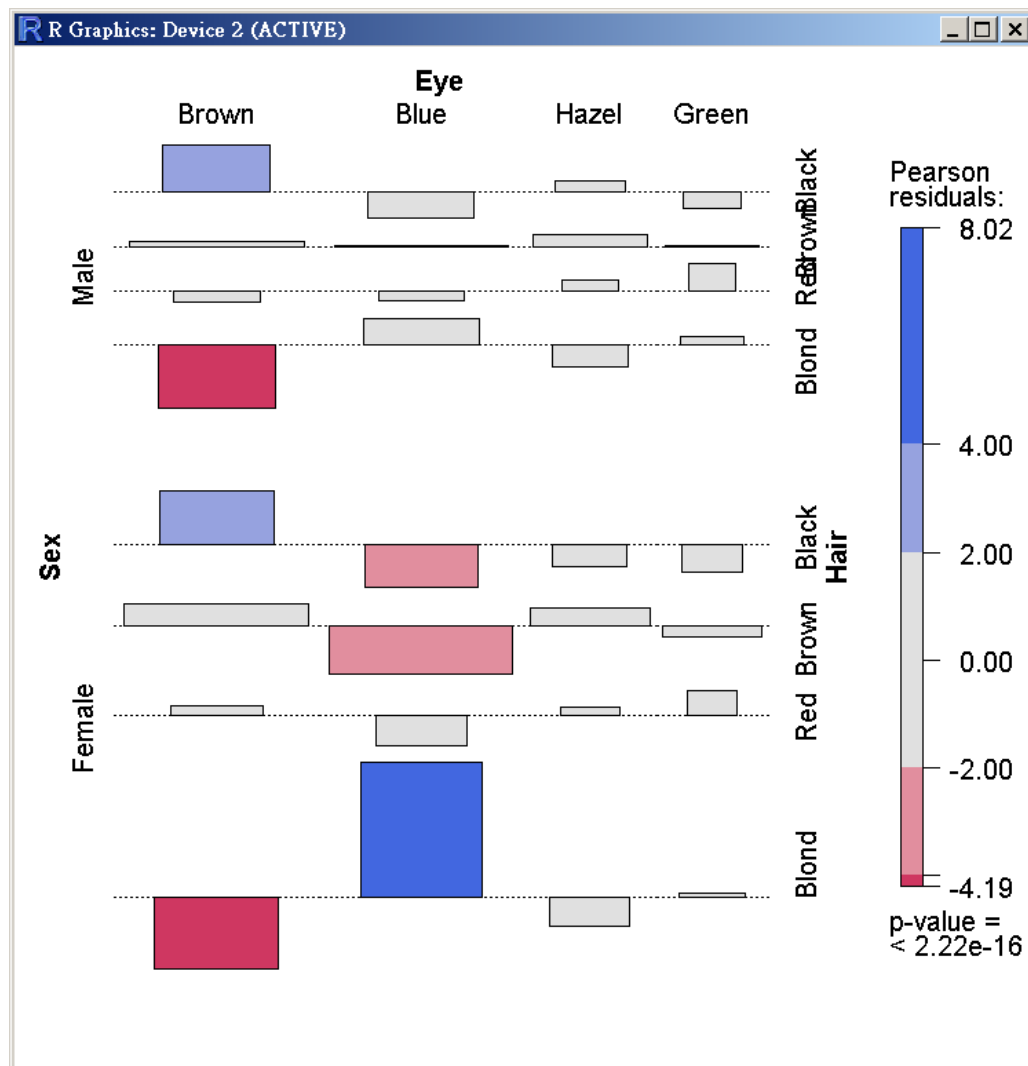 R Graphics: Device 2 (ACTIVE)
Eye
Brown Blue Hazel Green
Sex
Male
Female
Black
Brown
Red
Blond
Black
Brown
Red
Blond
Hair
Pearson
residuals:
8.02
4.00
2.00
0.00
-2.00
-4.19
p-value =
< 2.22e-16